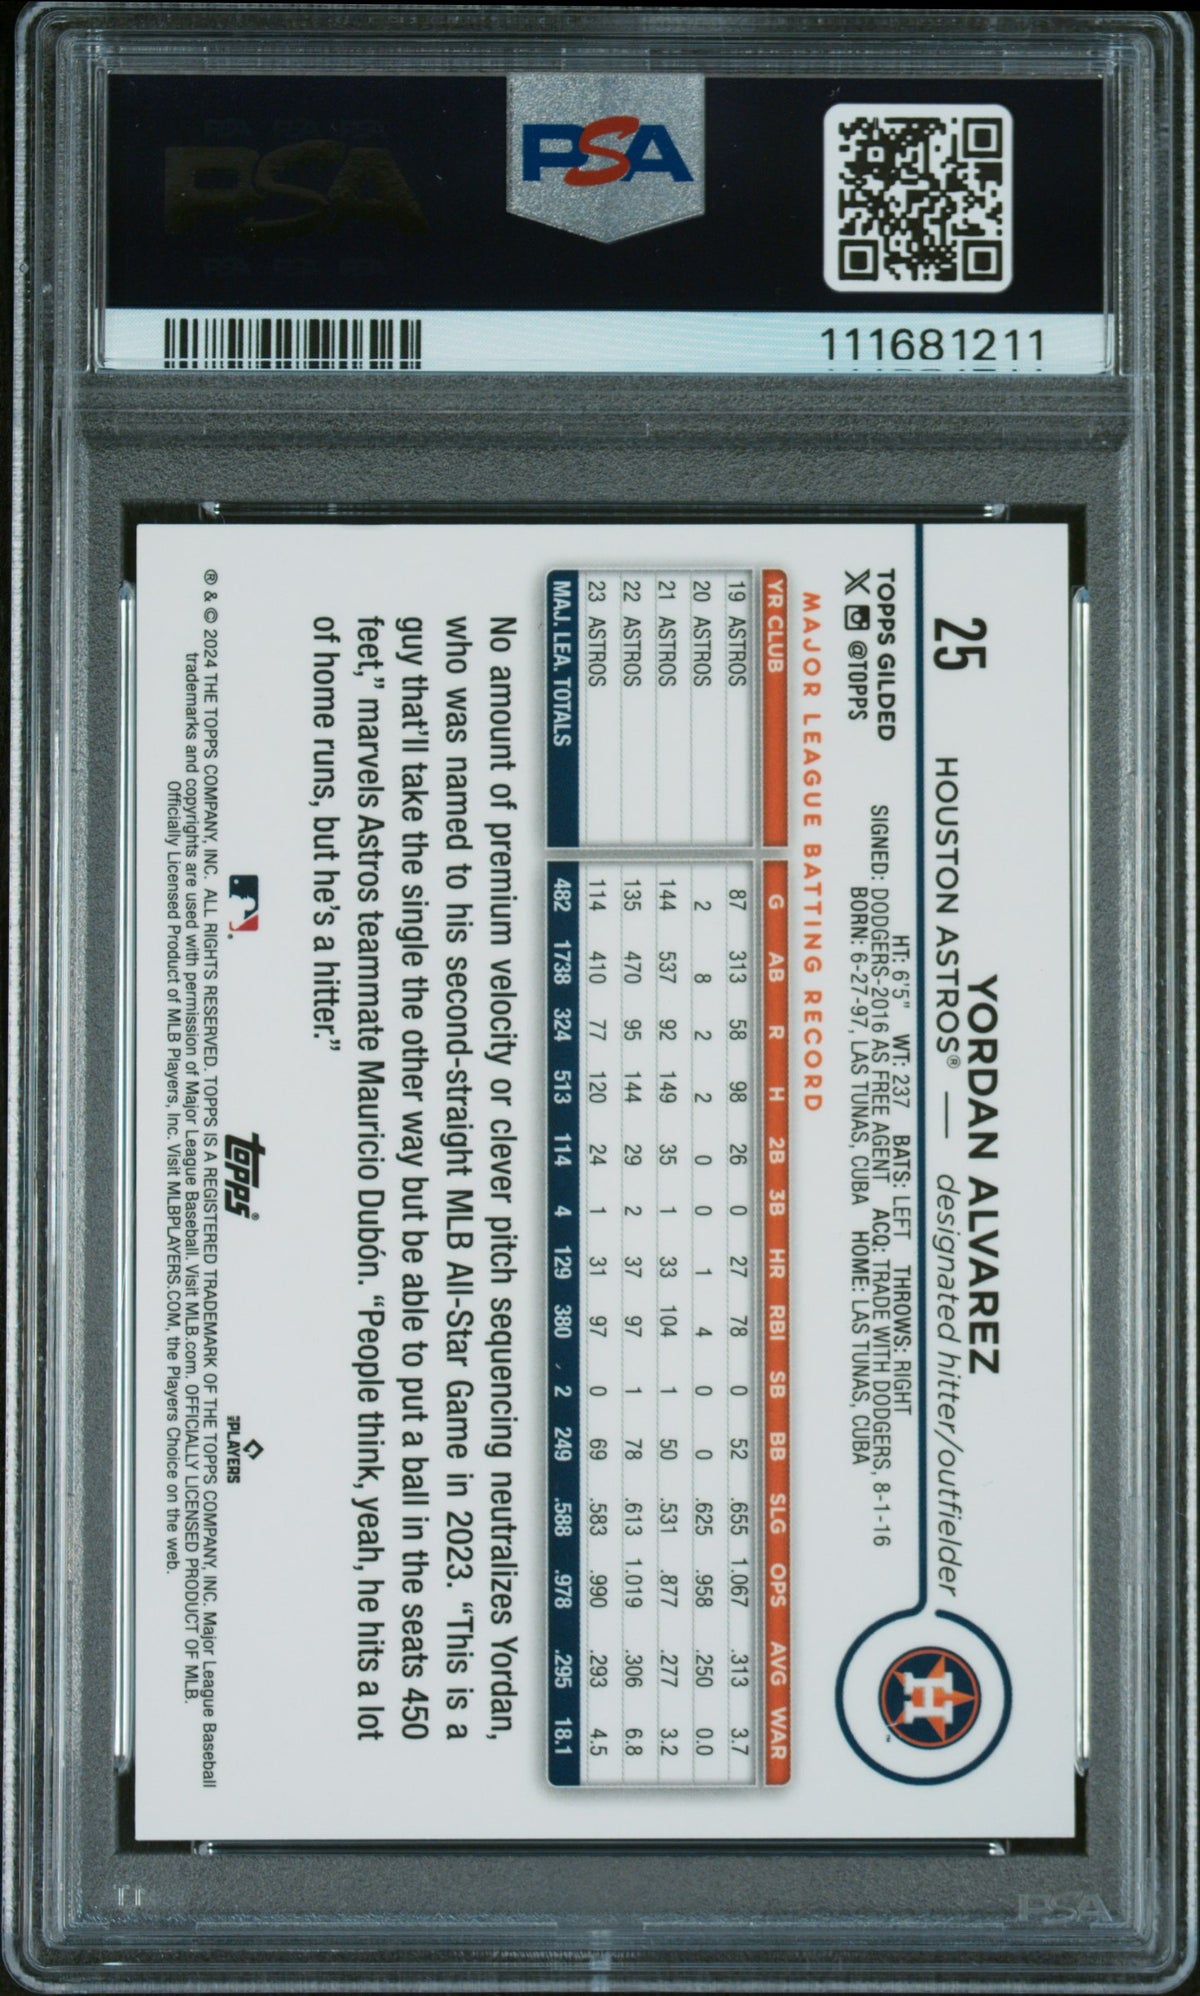 PSA
PSA
PSA PSA PSA
PSA PSA PSA
111681211
25
YORDAN ALVAREZ
HOUSTON ASTROS® — designated hitter/outfielder
TOPPS GILDED
@TOPPS
HT: 6'5" WT: 237 BATS: LEFT THROWS: RIGHT
SIGNED: DODGERS-2016 AS FREE AGENT ACQ: TRADE WITH DODGERS, 8-1-16
BORN: 6-27-97, LAS TUNAS, CUBA HOME: LAS TUNAS, CUBA
H™
MAJOR LEAGUE BATTING RECORD
YR CLUB G AB R H 2B 3B HR RBI SB BB SLG OPS AVG WAR
19 ASTROS 87 313 58 98 26 0 27 78 0 52 .655 1.067 .313 3.7
20 ASTROS 2 8 2 2 0 0 1 4 0 0 .625 .958 .250 0.0
21 ASTROS 144 537 92 149 35 1 33 104 1 50 .531 .877 .277 3.2
22 ASTROS 135 470 95 144 29 2 37 97 1 78 .613 1.019 .306 6.8
23 ASTROS 114 410 77 120 24 1 31 97 0 69 .583 .990 .293 4.5
MAJ. LEA. TOTALS 482 1738 324 513 114 4 129 380 2 249 .588 .978 .295 18.1
No amount of premium velocity or clever pitch sequencing neutralizes Yordan,
who was named to his second-straight MLB All-Star Game in 2023. “This is a
guy that’ll take the single the other way but be able to put a ball in the seats 450
feet,” marvels Astros teammate Mauricio Dubón. “People think, yeah, he hits a lot
of home runs, but he’s a hitter.”
topps®
PLAYERS
® & © 2024 THE TOPPS COMPANY, INC. ALL RIGHTS RESERVED. TOPPS IS A REGISTERED TRADEMARK OF THE TOPPS COMPANY, INC. Major League Baseball
trademarks and copyrights are used with permission of Major League Baseball. Visit MLB.com. OFFICIALLY LICENSED PRODUCT OF MLB
Officially Licensed Product of MLB Players, Inc. Visit MLBPLAYERS.COM, the Players Choice on the web.
PSA